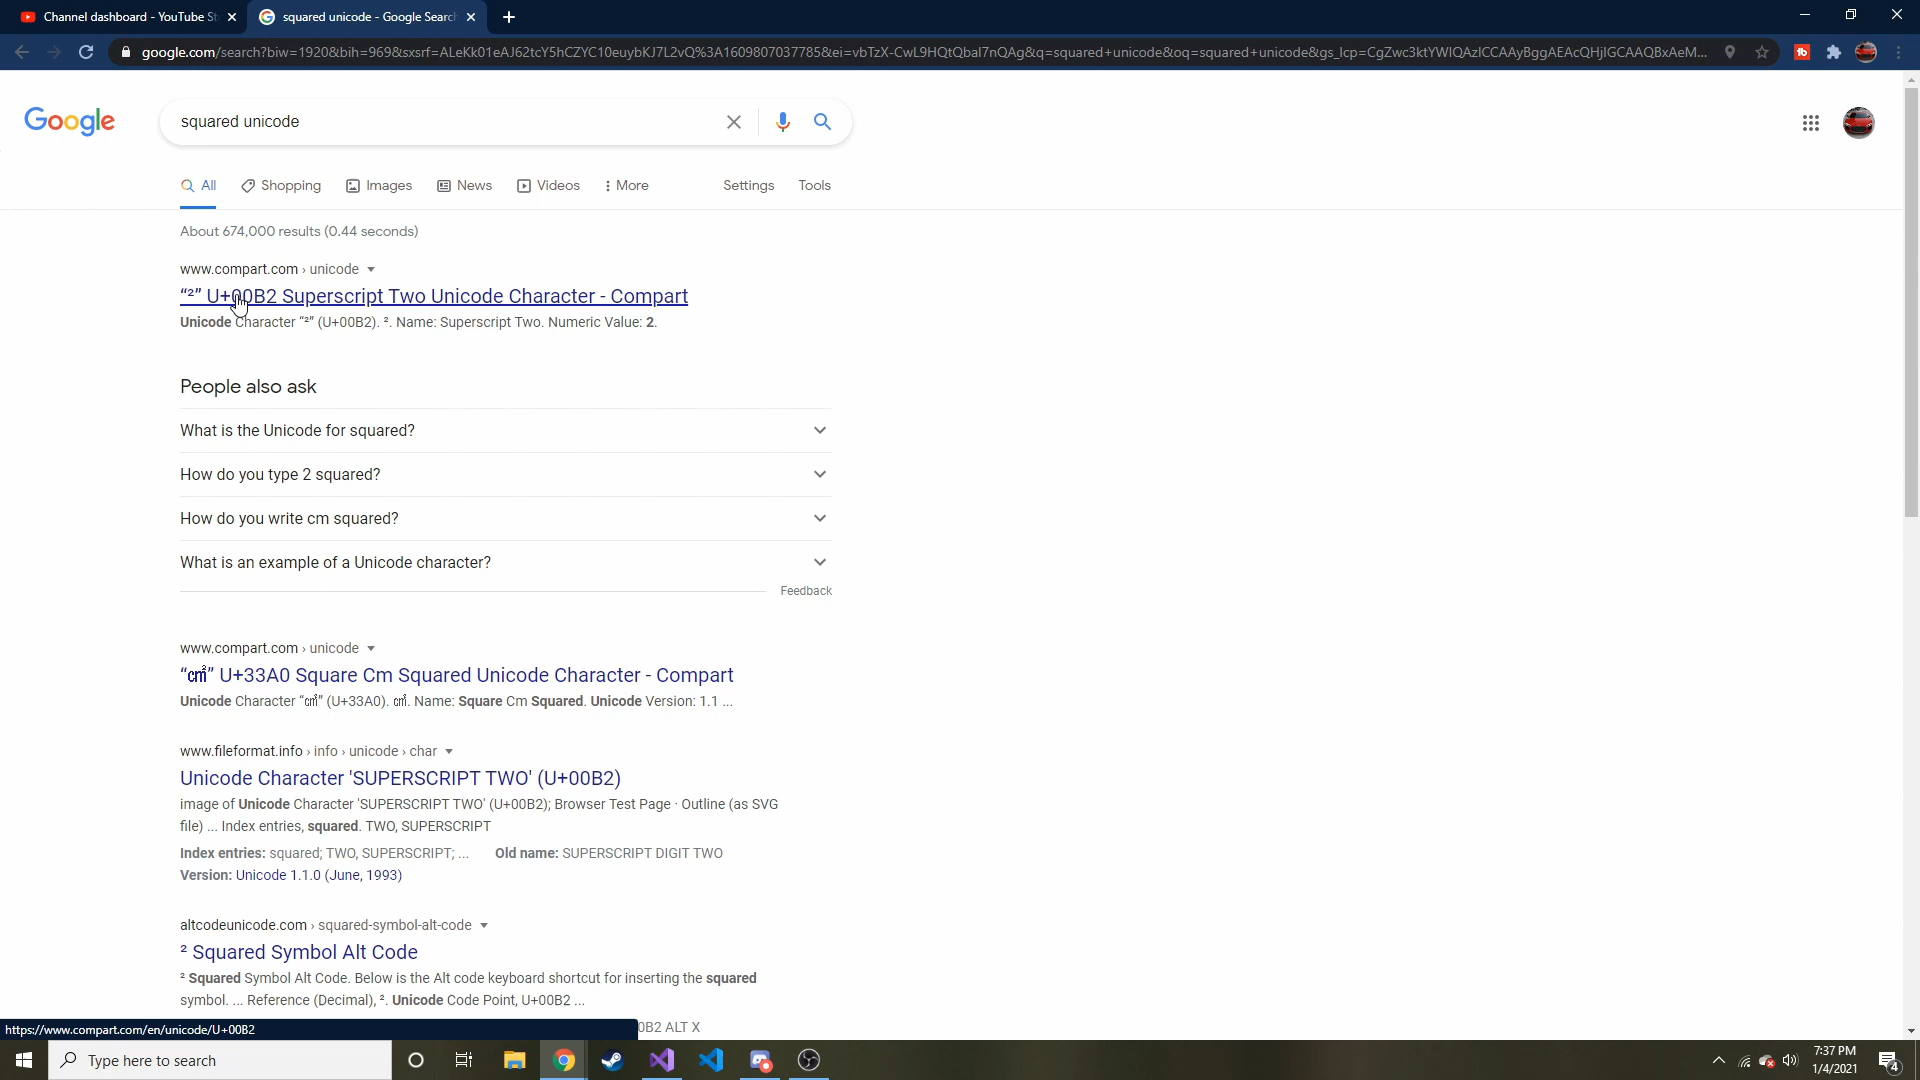 Channel dashboard - YouTube St
squared unicode - Google Search
google.com/search?biw=1920&bih=969&sxsrf=ALeKk01eAJ62tcY5hCZYC10euybKJ7L2vQ%3A1609807037785&ei=vbTzX-CwL9HQtQbal7nQAg&q=squared+unicode&oq=squared+unicode&gs_lcp=CgZwc3ktYWIQAzICCAAyBggAEAcQHjIGCAAQBxAeM...
Google
squared unicode
All
Shopping
Images
News
Videos
More
Settings
Tools
About 674,000 results (0.44 seconds)
www.compart.com › unicode
“²” U+00B2 Superscript Two Unicode Character - Compart
Unicode Character “²” (U+00B2). ². Name: Superscript Two. Numeric Value: 2.
People also ask
What is the Unicode for squared?
How do you type 2 squared?
How do you write cm squared?
What is an example of a Unicode character?
Feedback
www.compart.com › unicode
“㎠” U+33A0 Square Cm Squared Unicode Character - Compart
Unicode Character “㎠” (U+33A0). ㎠. Name: Square Cm Squared. Unicode Version: 1.1 ...
www.fileformat.info › info › unicode › char
Unicode Character 'SUPERSCRIPT TWO' (U+00B2)
image of Unicode Character 'SUPERSCRIPT TWO' (U+00B2); Browser Test Page · Outline (as SVG
file) ... Index entries, squared. TWO, SUPERSCRIPT
Index entries: squared; TWO, SUPERSCRIPT; ... Old name: SUPERSCRIPT DIGIT TWO
Version: Unicode 1.1.0 (June, 1993)
altcodeunicode.com › squared-symbol-alt-code
² Squared Symbol Alt Code
² Squared Symbol Alt Code. Below is the Alt code keyboard shortcut for inserting the squared
symbol. ... Reference (Decimal), ². Unicode Code Point, U+00B2 ...
0B2 ALT X
https://www.compart.com/en/unicode/U+00B2
Type here to search
7:37 PM
1/4/2021
4